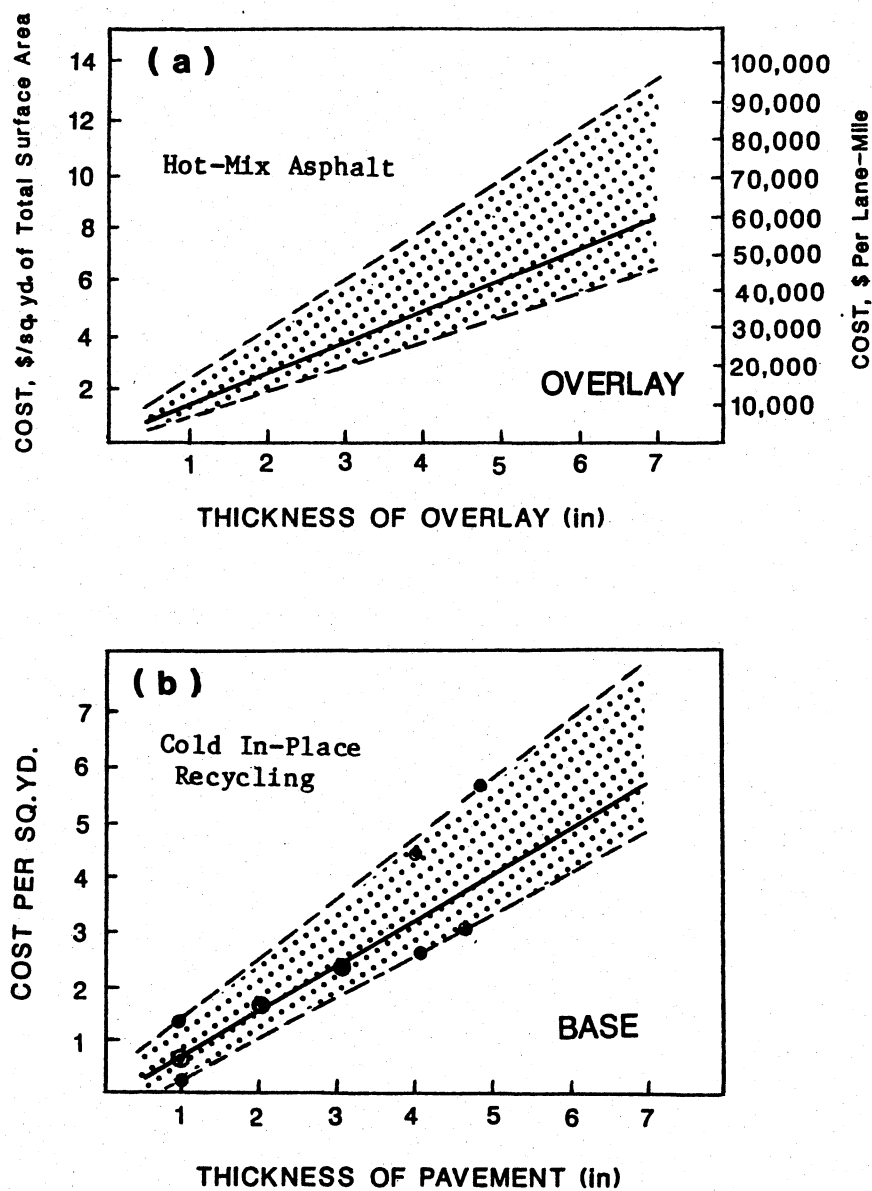 (a)
Hot-Mix Asphalt
OVERLAY
COST, $/sq. yd. of Total Surface Area
14
12
10
8
6
4
2
100,000
90,000
80,000
70,000
60,000
50,000
40,000
30,000
20,000
10,000
COST, $ Per Lane-Mile
1 2 3 4 5 6 7
THICKNESS OF OVERLAY (in)
(b)
Cold In-Place
Recycling
BASE
COST PER SQ.YD.
7
6
5
4
3
2
1
1 2 3 4 5 6 7
THICKNESS OF PAVEMENT (in)